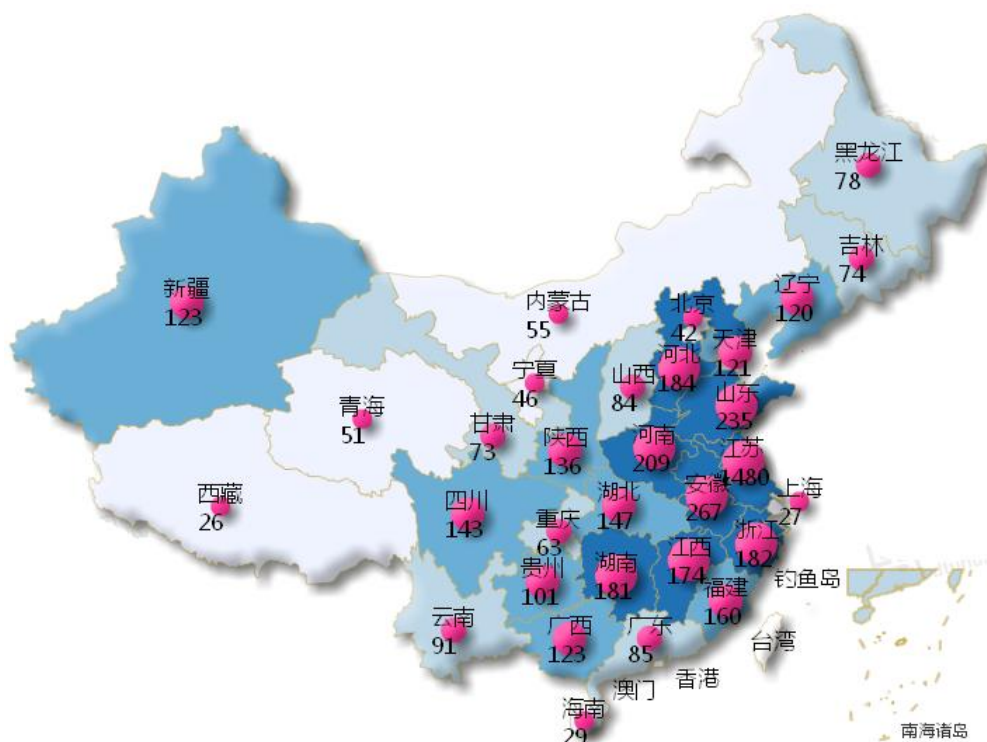 黑龙江
78
吉林
74
辽宁
120
新疆
123
内蒙古
55
北京
42
天津
121
河北
184
宁夏
46
山西
84
山东
235
青海
51
甘肃
73
陕西
136
河南
209
江苏
1480
西藏
26
四川
143
湖北
147
安徽
267
上海
27
重庆
63
浙江
182
贵州
101
湖南
181
江西
174
钓鱼岛
福建
160
云南
91
广西
123
广东
85
台湾
香港
澳门
海南
29
南海诸岛